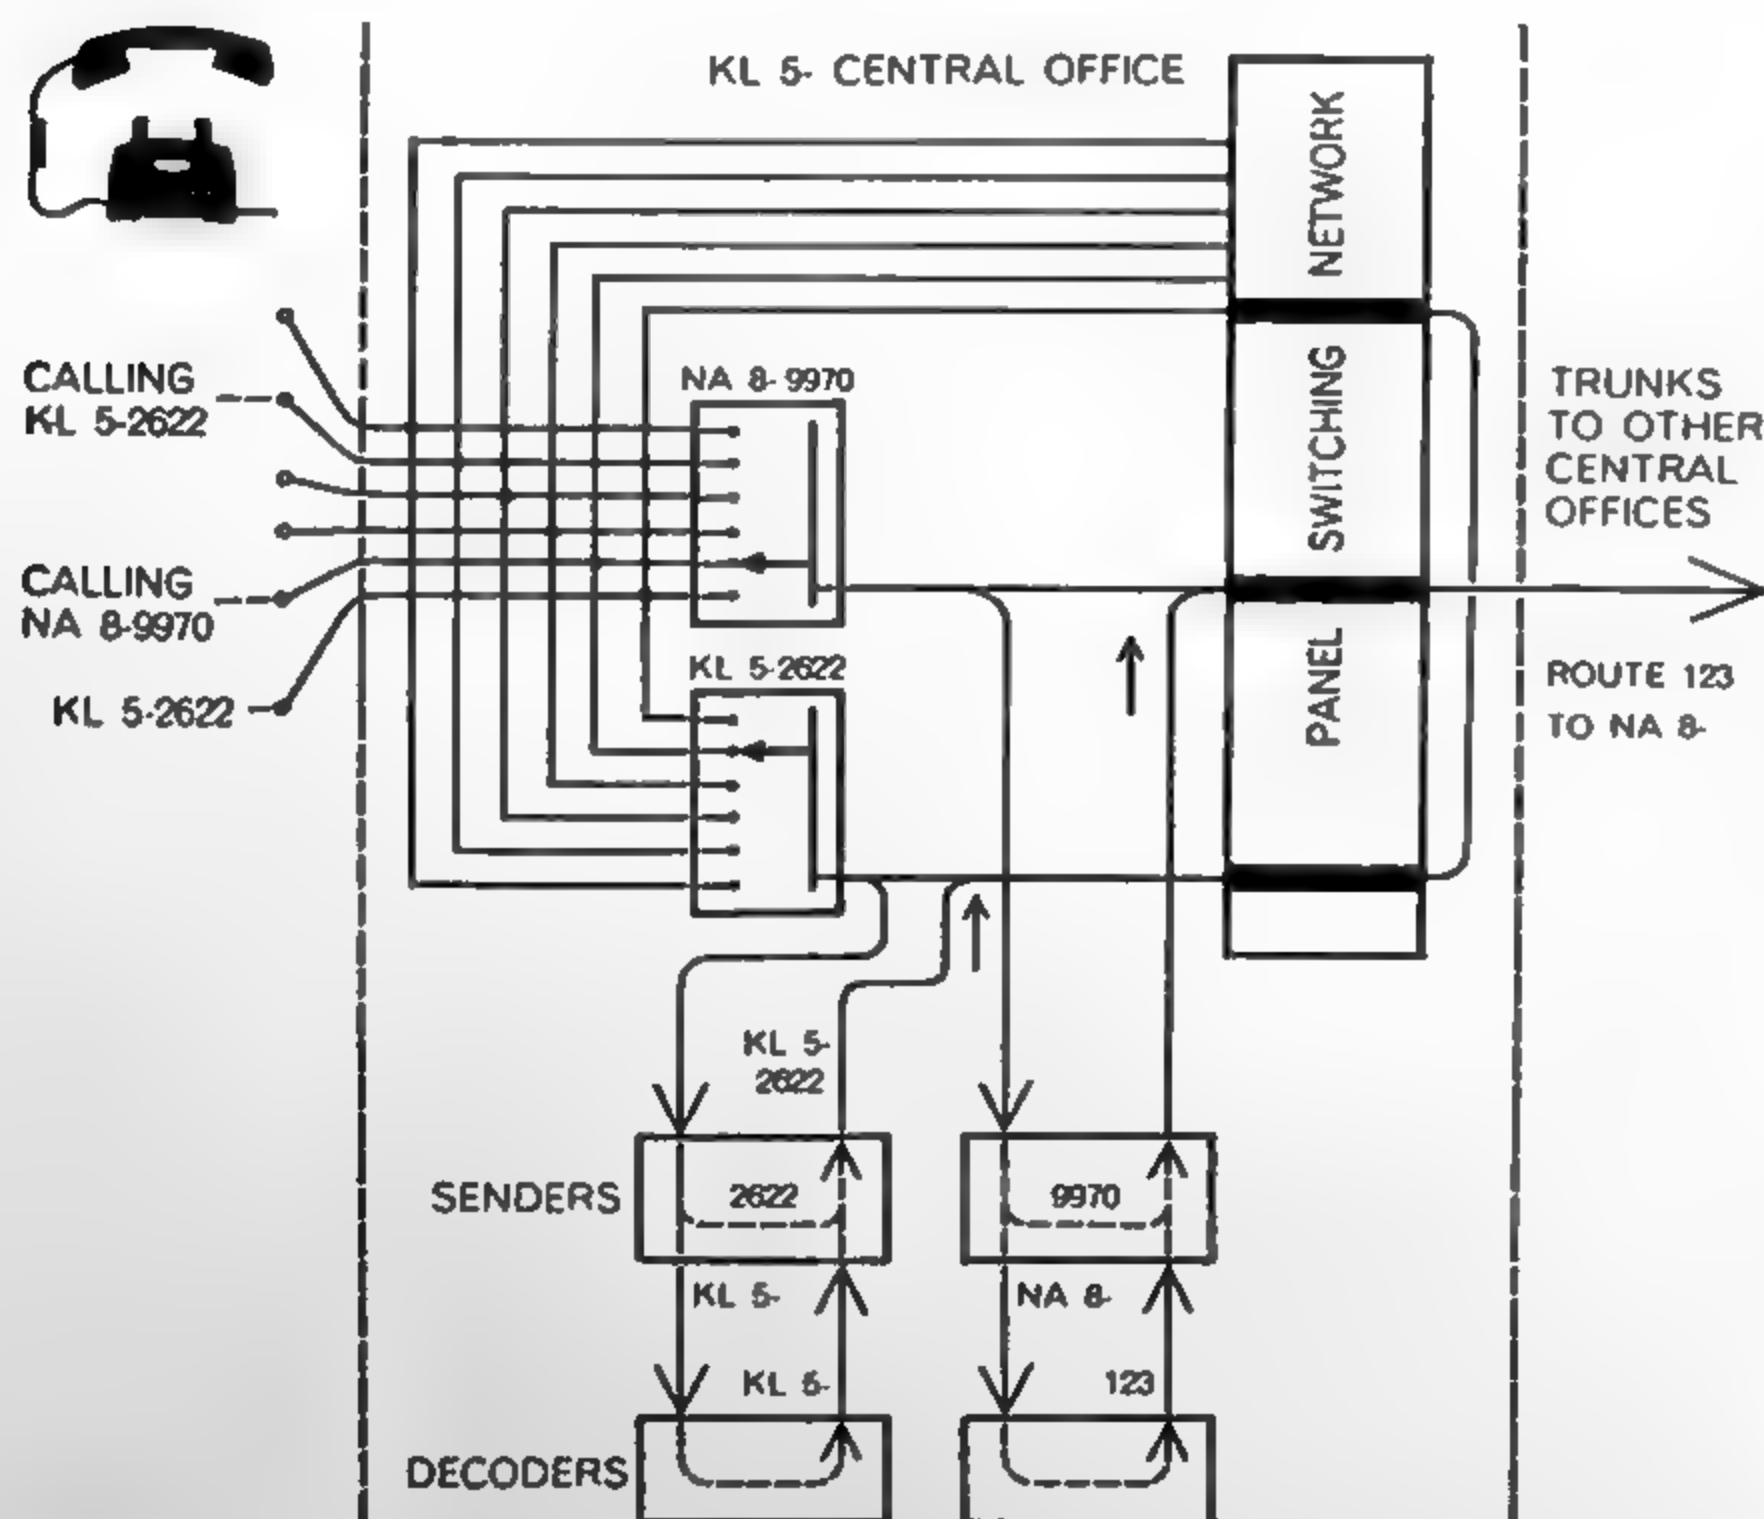 KL 5- CENTRAL OFFICE
NETWORK
SWITCHING
PANEL
CALLING
KL 5-2622
NA 8-9970
TRUNKS
TO OTHER
CENTRAL
OFFICES
CALLING
NA 8-9970
KL 5-2622
KL 5-2622
ROUTE 123
TO NA 8-
KL 5-
2622
SENDERS
2622
9970
KL 5-
NA 8-
KL 5-
123
DECODERS